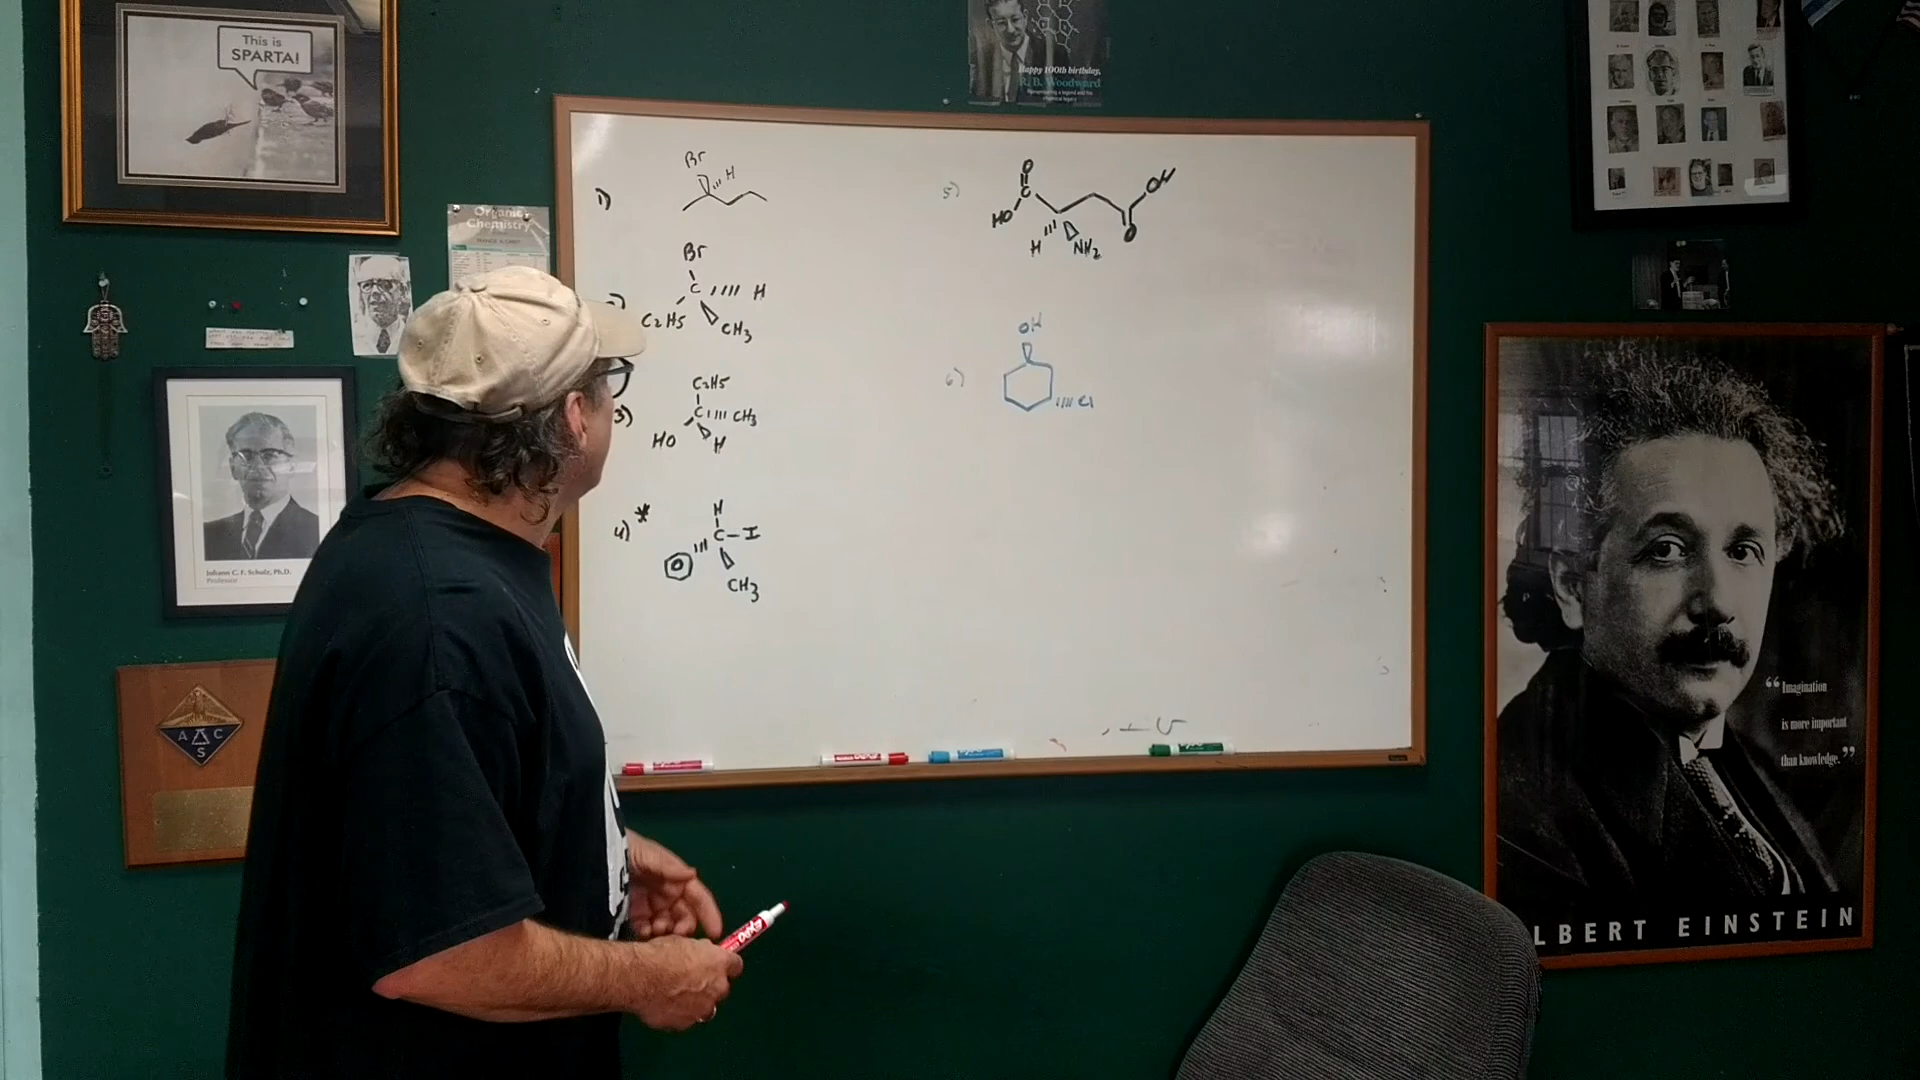 This is
SPARTA!
Happy 100th birthday,
R. B. Woodward
Organic
Chemistry
Johann C. F. Schulz, Ph.D.
Professor
A C
S
1)
Br
H
Br
C
H
C2H5
CH3
3)
C2H5
C
CH3
HO
H
4) *
H
C
I
CH3
5)
O
C
HO
H
NH2
OH
O
6)
OH
Cl
EXPO
“ Imagination
is more important
than knowledge. ”
LBERT EINSTEIN